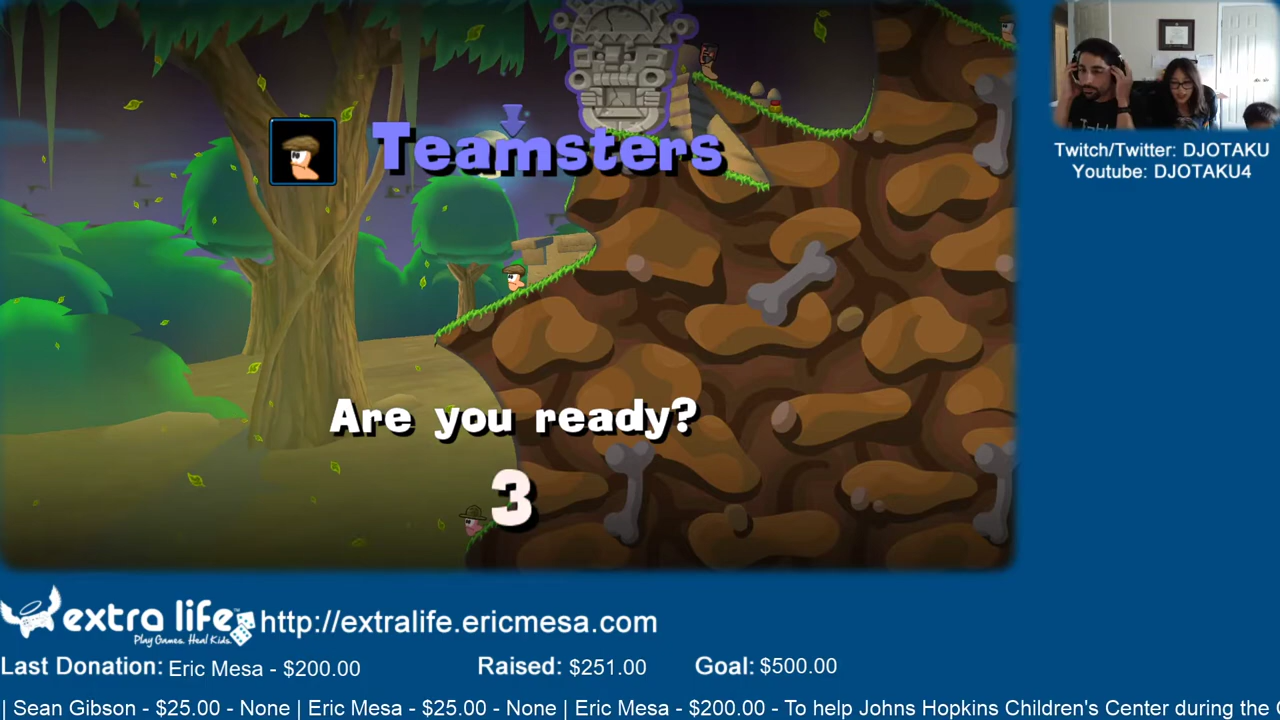 Teamsters
Are you ready?
3
Twitch/Twitter: DJOTAKU
Youtube: DJOTAKU4
extra life
Play Games. Heal Kids.
http://extralife.ericmesa.com
Last Donation: Eric Mesa - $200.00
Raised: $251.00
Goal: $500.00
| Sean Gibson - $25.00 - None | Eric Mesa - $25.00 - None | Eric Mesa - $200.00 - To help Johns Hopkins Children's Center during the